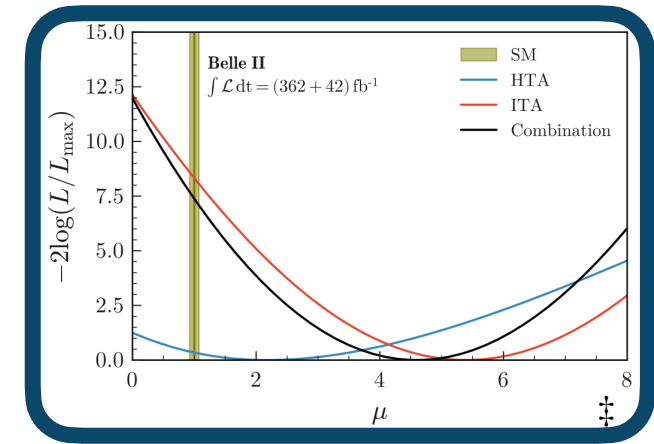 15.0
12.5
10.0
7.5
5.0
2.5
0.0
−2log(L/L_max)
Belle II
∫ 𝓛 dt = (362 + 42) fb⁻¹
SM
HTA
ITA
Combination
0 2 4 6 8
μ
‡